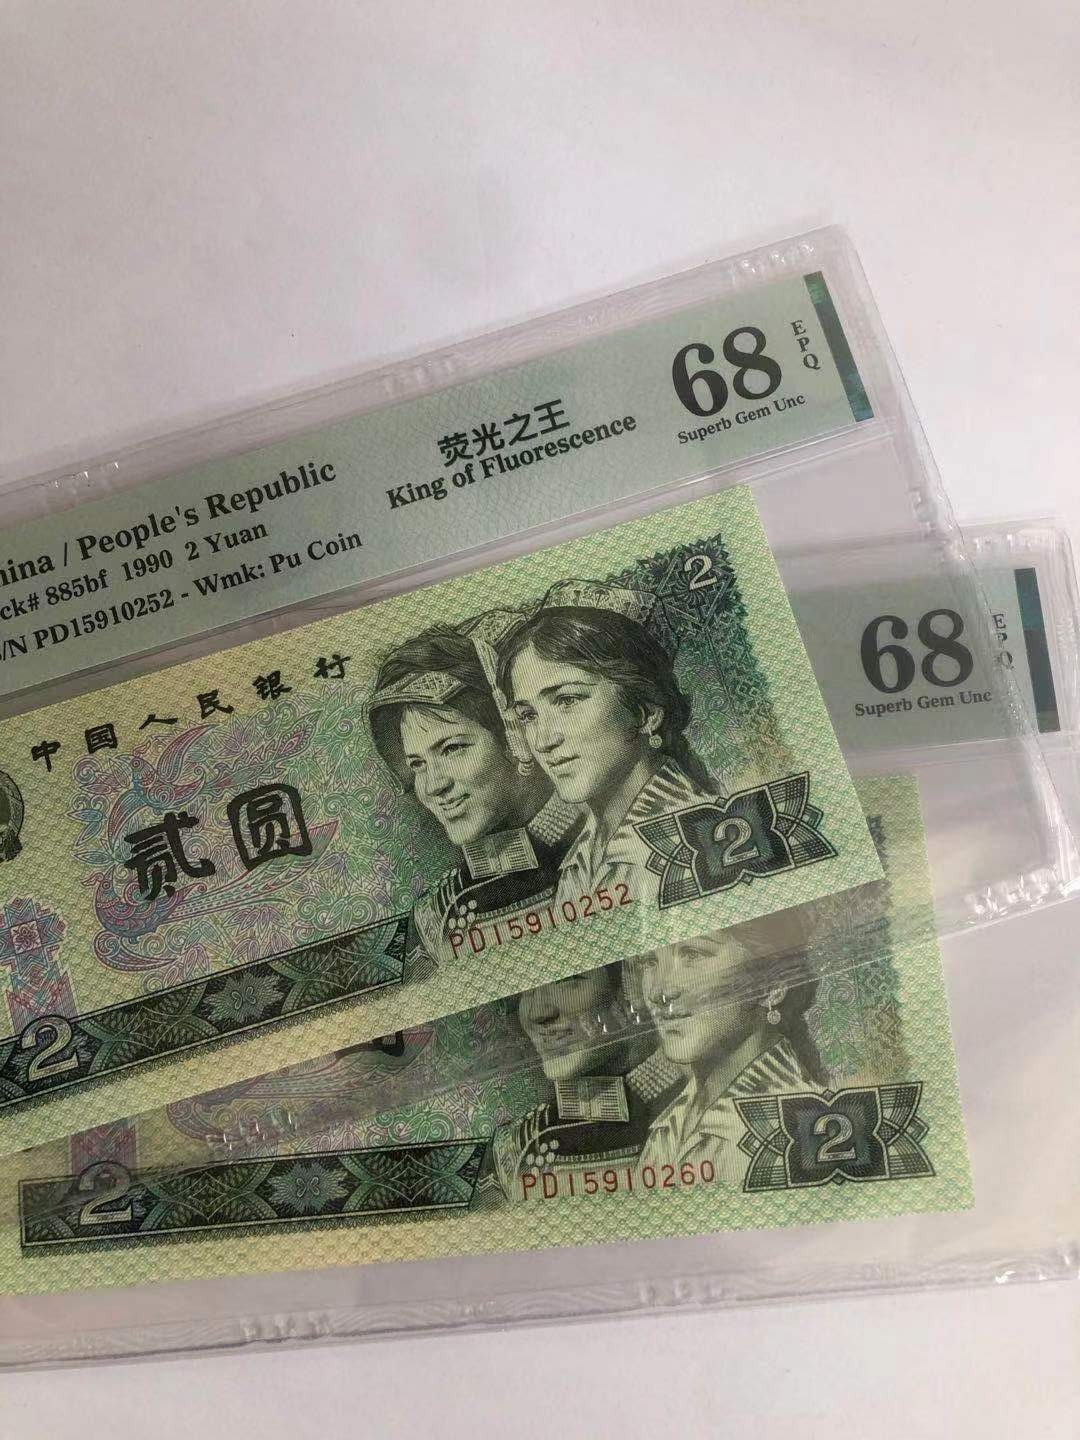 荧光之王
King of Fluorescence
68
EPQ
Superb Gem Unc
People's Republic
885bf 1990 2 Yuan
PD15910252 - Wmk: Pu Coin
中国人民银行
贰圆
2
2
2
PD15910252
68
EPQ
Superb Gem Unc
2
2
PD15910260